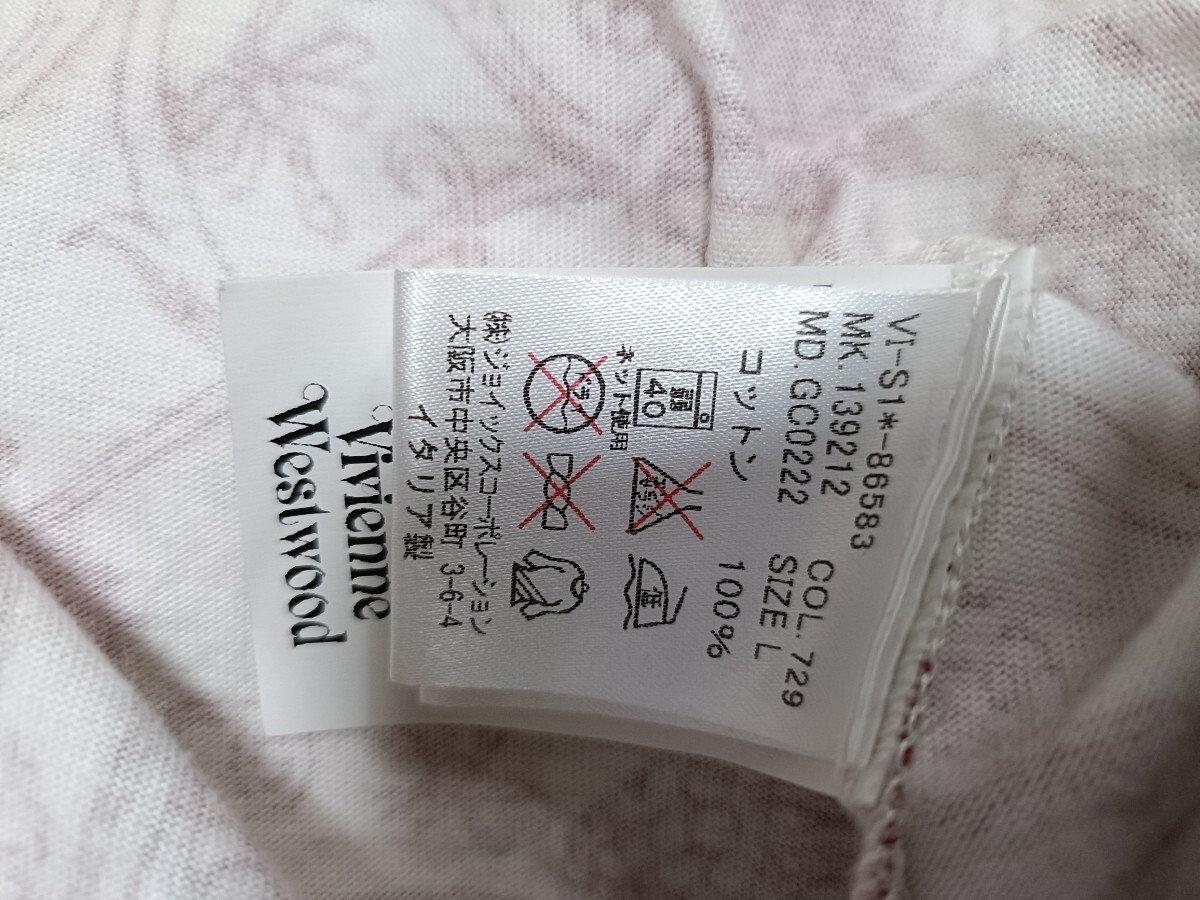 VI-S1*-86583
MK. 139212 COL. 729
MD. GC0222 SIZE L
コットン 100%
40 低
ネット使用
㈱ジョイックスコーポレーション
大阪市中央区谷町 3-6-4
イタリア製
Vivienne
Westwood